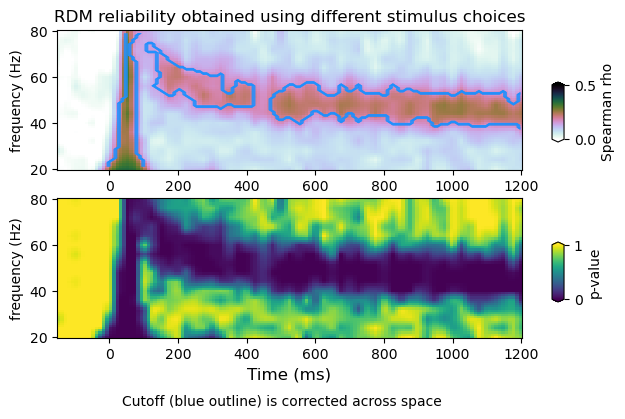 RDM reliability obtained using different stimulus choices
80
60
40
20
frequency (Hz)
0 200 400 600 800 1000 1200
0.5
0.0
Spearman rho
80
60
40
20
frequency (Hz)
0 200 400 600 800 1000 1200
Time (ms)
1
0
p-value
Cutoff (blue outline) is corrected across space